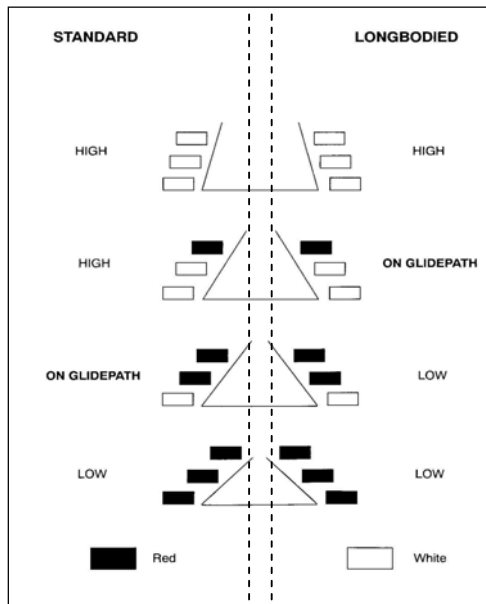 STANDARD LONGBODIED
HIGH HIGH
HIGH ON GLIDEPATH
ON GLIDEPATH LOW
LOW LOW
Red White